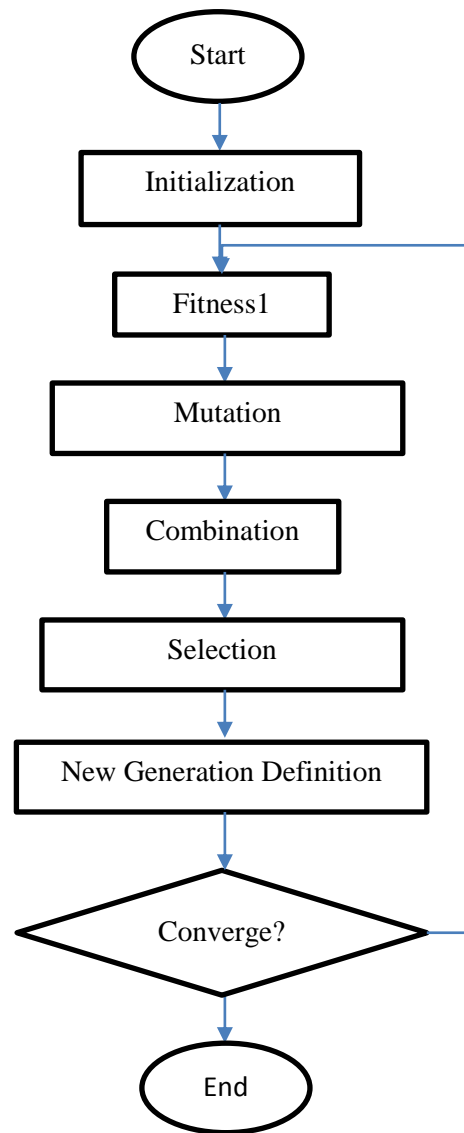 Start
Initialization
Fitness1
Mutation
Combination
Selection
New Generation Definition
Converge?
End